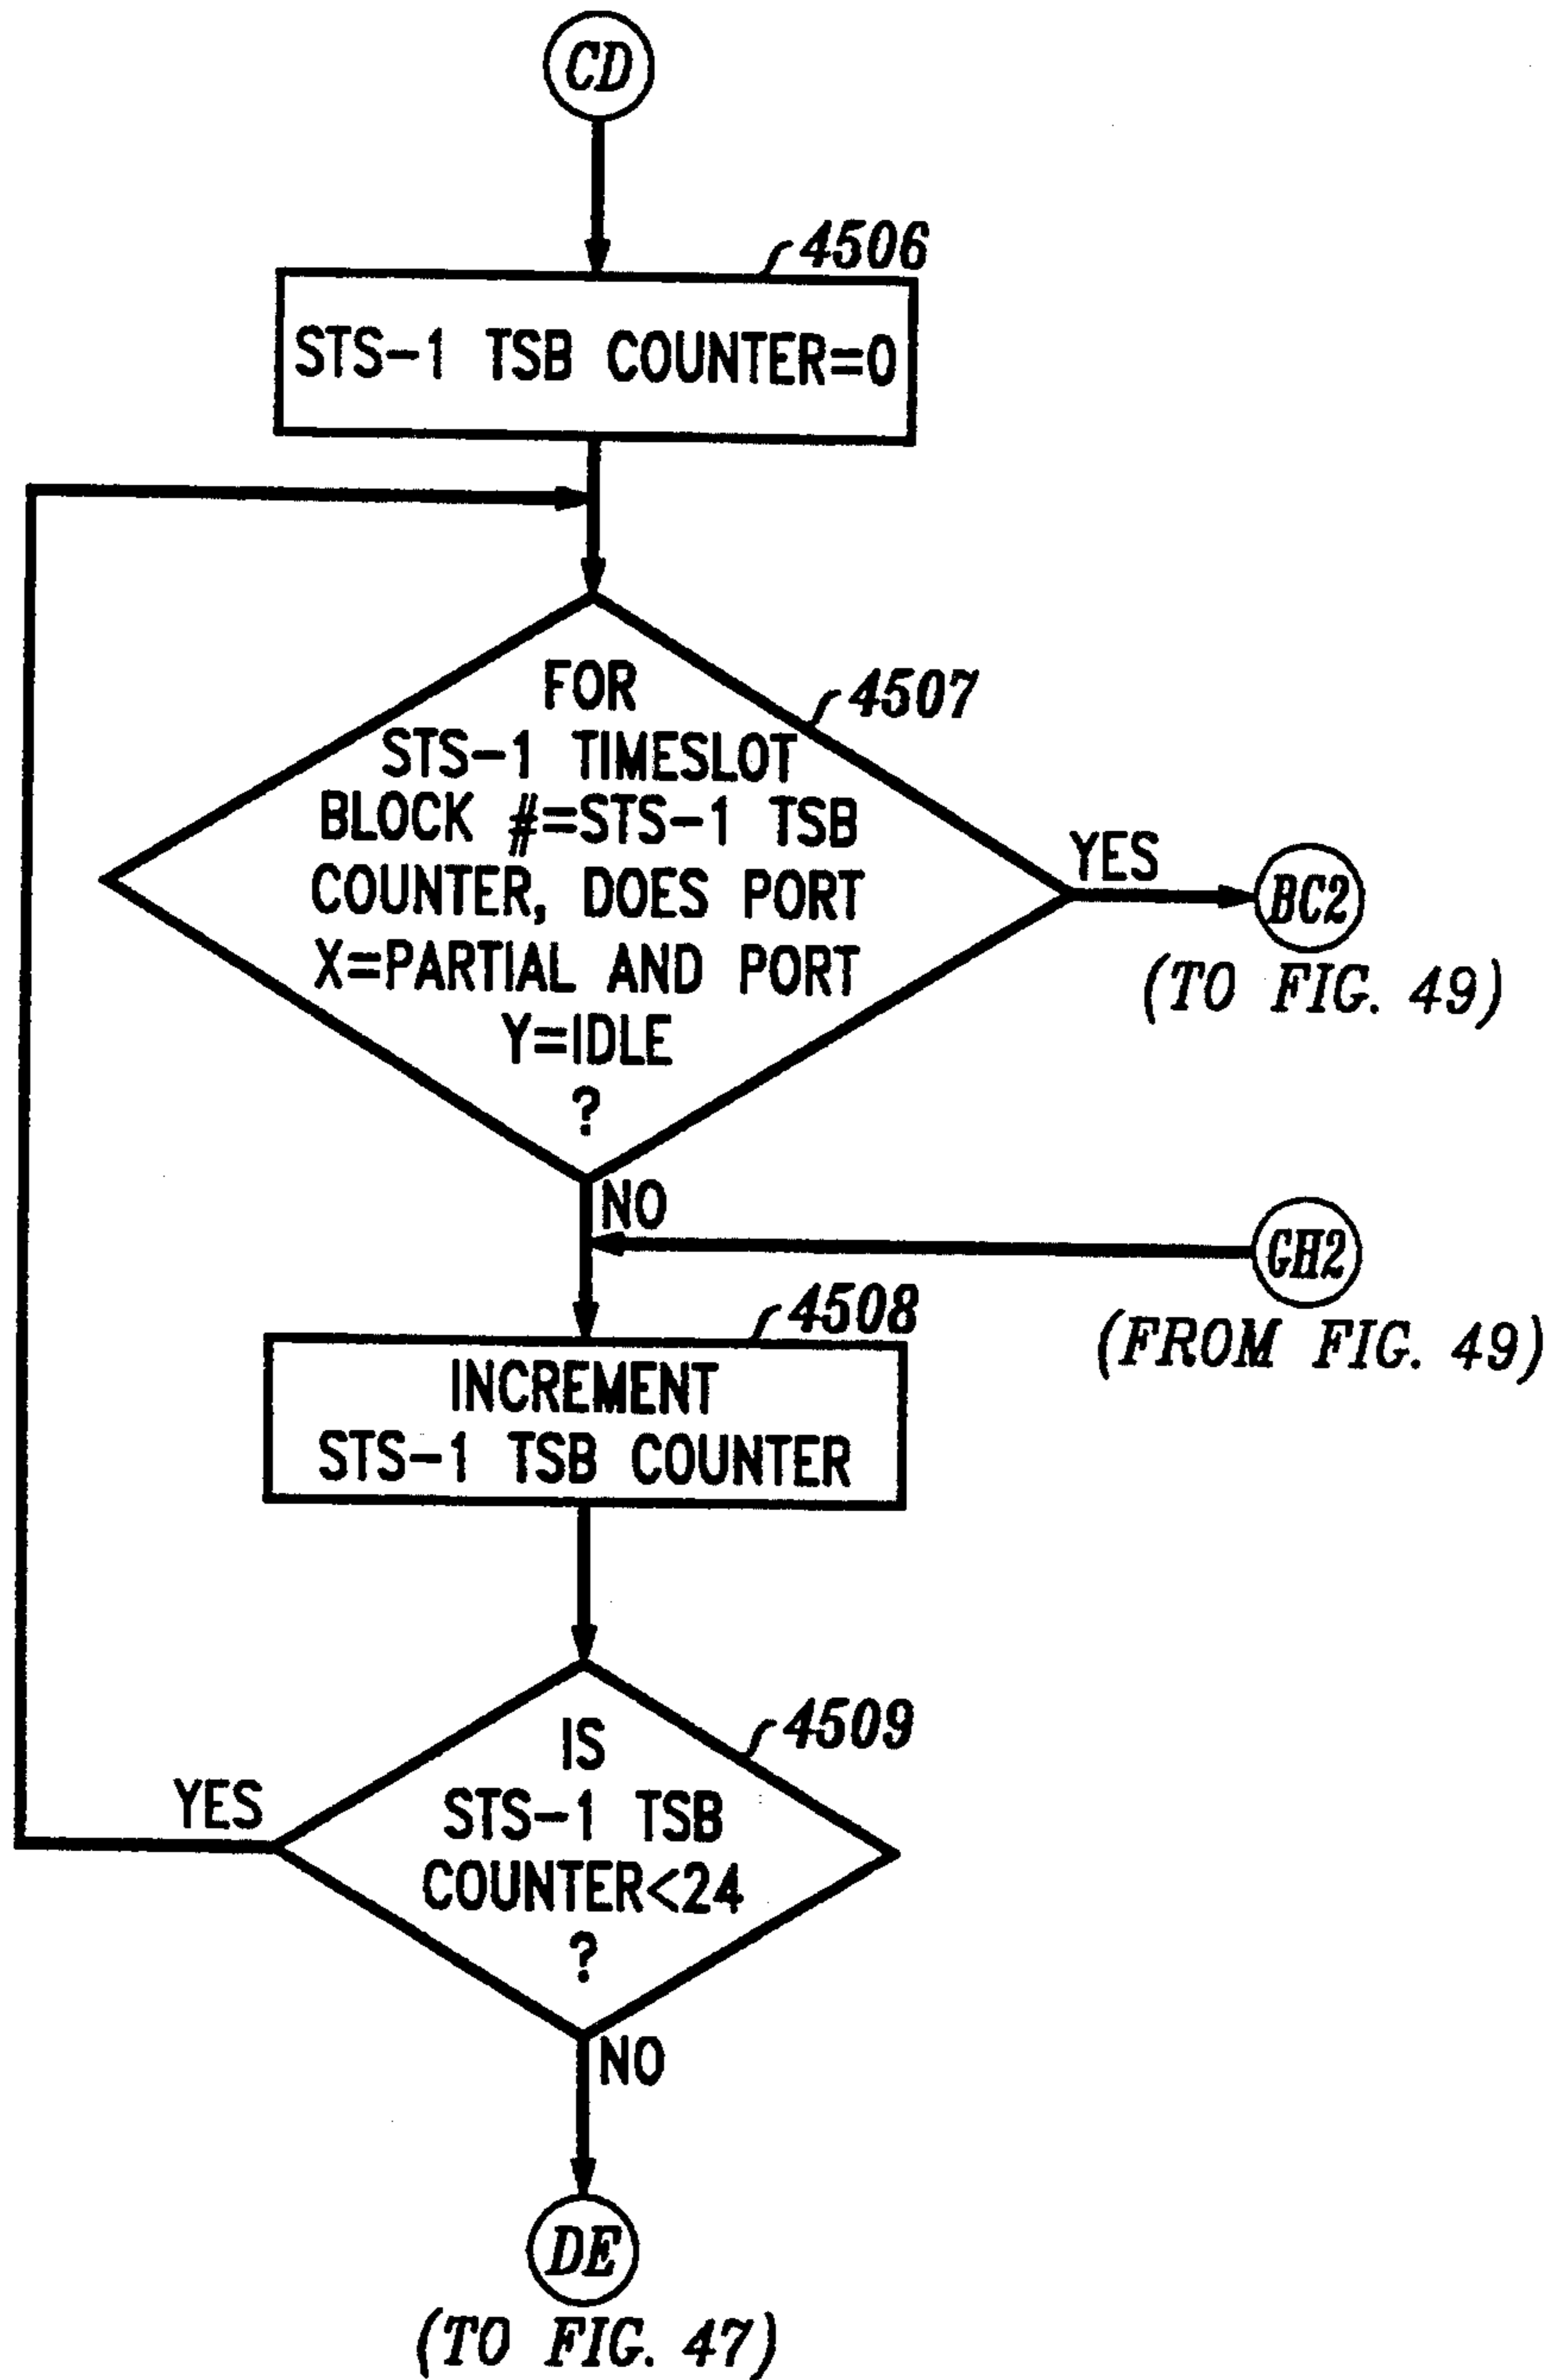 CD
4506
STS-1 TSB COUNTER=0
FOR
4507
STS-1 TIMESLOT
BLOCK #=STS-1 TSB
COUNTER, DOES PORT
X=PARTIAL AND PORT
Y=IDLE
?
YES
BC2
(TO FIG. 49)
NO
GH2
(FROM FIG. 49)
4508
INCREMENT
STS-1 TSB COUNTER
4509
IS
STS-1 TSB
COUNTER<24
?
YES
NO
DE
(TO FIG. 47)